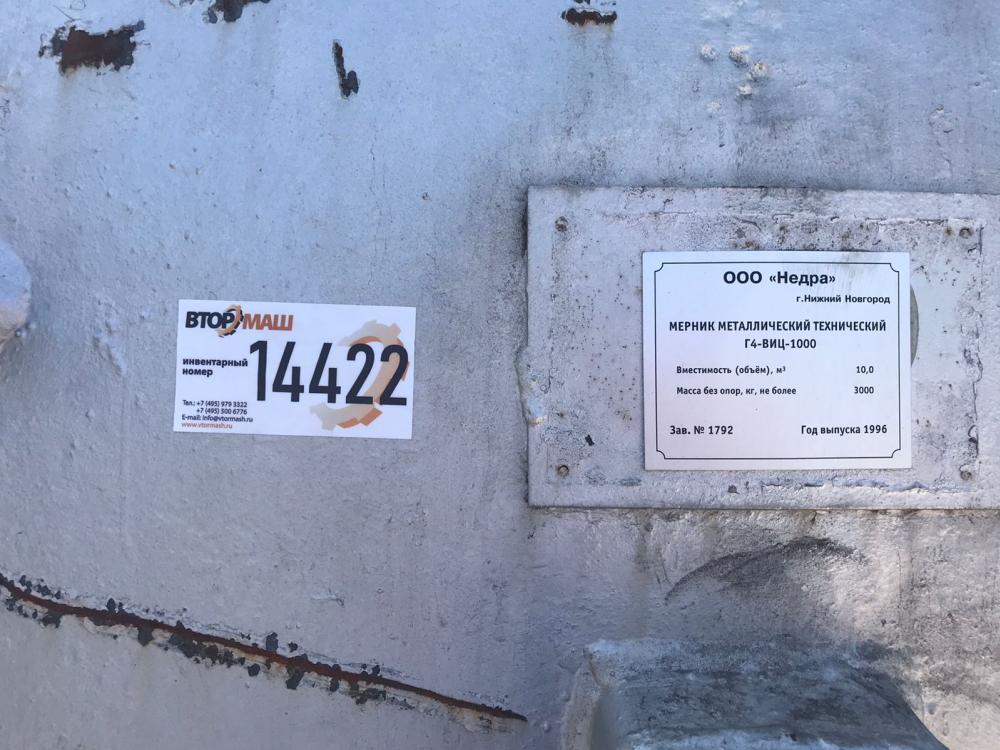 ВТОРМАШ
инвентарный
номер
14422
Тел.: +7 (495) 979 3322
+7 (495) 500 6776
E-mail: info@vtormash.ru
www.vtormash.ru
ООО «Недра»
г.Нижний Новгород
МЕРНИК МЕТАЛЛИЧЕСКИЙ ТЕХНИЧЕСКИЙ
Г4-ВИЦ-1000
Вместимость (объём), м³ 10,0
Масса без опор, кг, не более 3000
Зав. № 1792 Год выпуска 1996